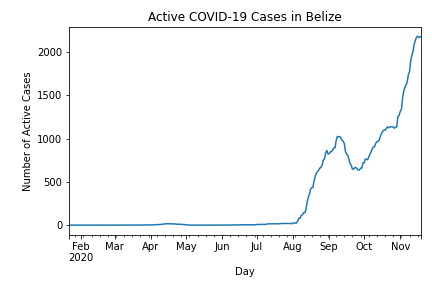 Active COVID-19 Cases in Belize
Number of Active Cases
2000
1500
1000
500
0
Feb Mar Apr May Jun Jul Aug Sep Oct Nov
2020
Day